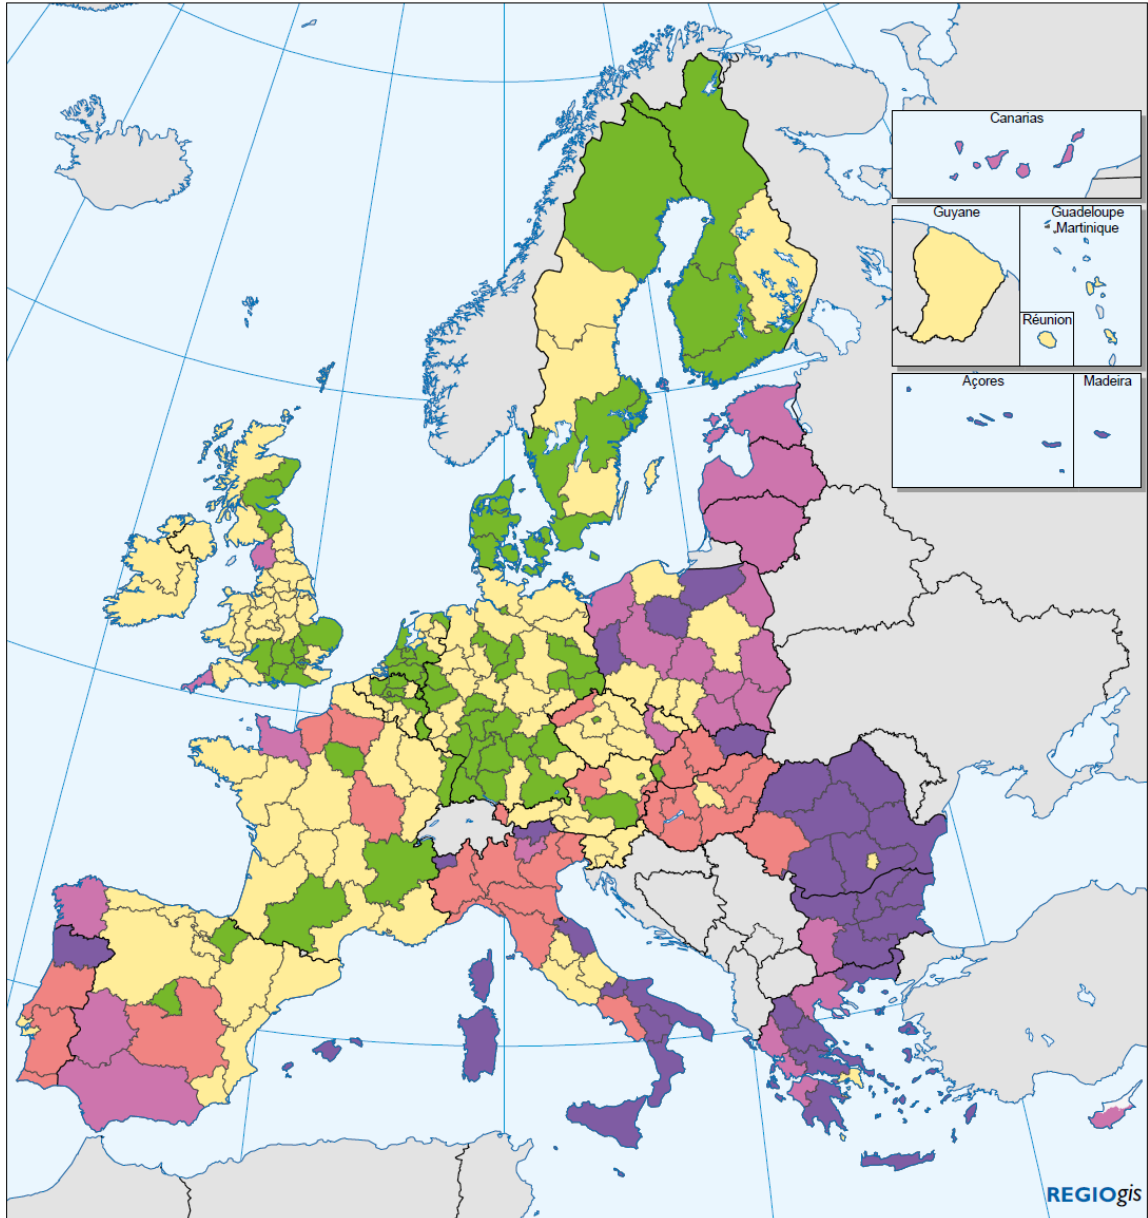 Canarias
Guyane
Guadeloupe
Martinique
Réunion
Açores
Madeira
REGIOgis